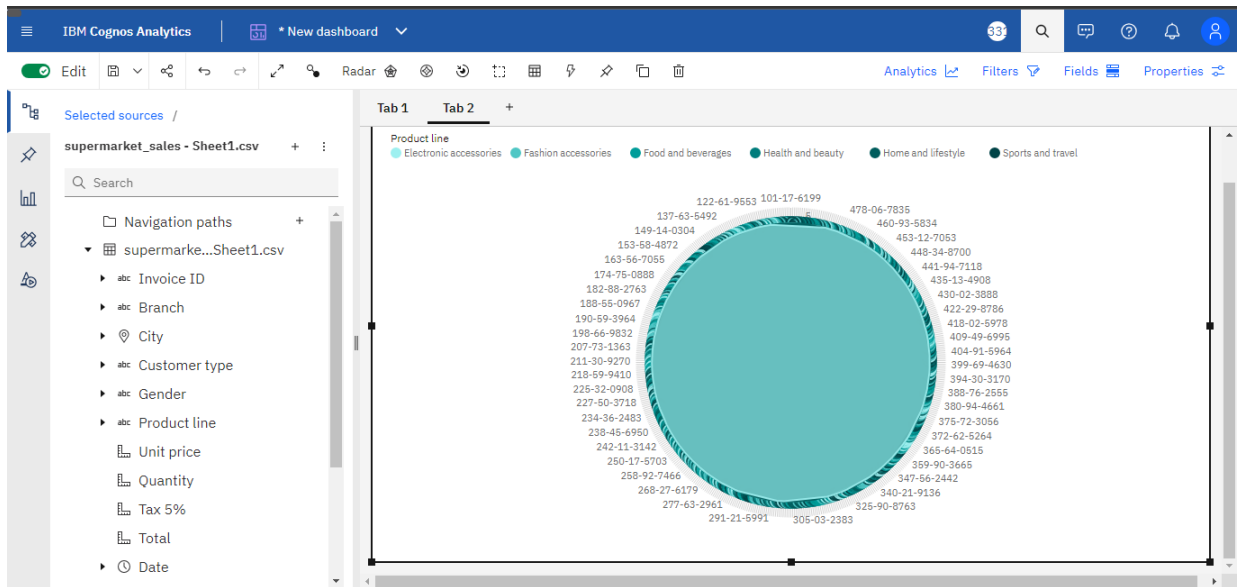 IBM Cognos Analytics
* New dashboard
331
Edit
Radar
Analytics
Filters
Fields
Properties
Selected sources /
supermarket_sales - Sheet1.csv
Search
Navigation paths
supermarke...Sheet1.csv
abc Invoice ID
abc Branch
City
abc Customer type
abc Gender
abc Product line
Unit price
Quantity
Tax 5%
Total
Date
Tab 1
Tab 2
Product line
Electronic accessories
Fashion accessories
Food and beverages
Health and beauty
Home and lifestyle
Sports and travel
101-17-6199
5
478-06-7835
460-93-5834
453-12-7053
448-34-8700
441-94-7118
435-13-4908
430-02-3888
422-29-8786
418-02-5978
409-49-6995
404-91-5964
399-69-4630
394-30-3170
388-76-2555
380-94-4661
375-72-3056
372-62-5264
365-64-0515
359-90-3665
347-56-2442
340-21-9136
325-90-8763
305-03-2383
291-21-5991
277-63-2961
268-27-6179
258-92-7466
250-17-5703
242-11-3142
238-45-6950
234-36-2483
227-50-3718
225-32-0908
218-59-9410
211-30-9270
207-73-1363
198-66-9832
190-59-3964
188-55-0967
182-88-2763
174-75-0888
163-56-7055
153-58-4872
149-14-0304
137-63-5492
122-61-9553